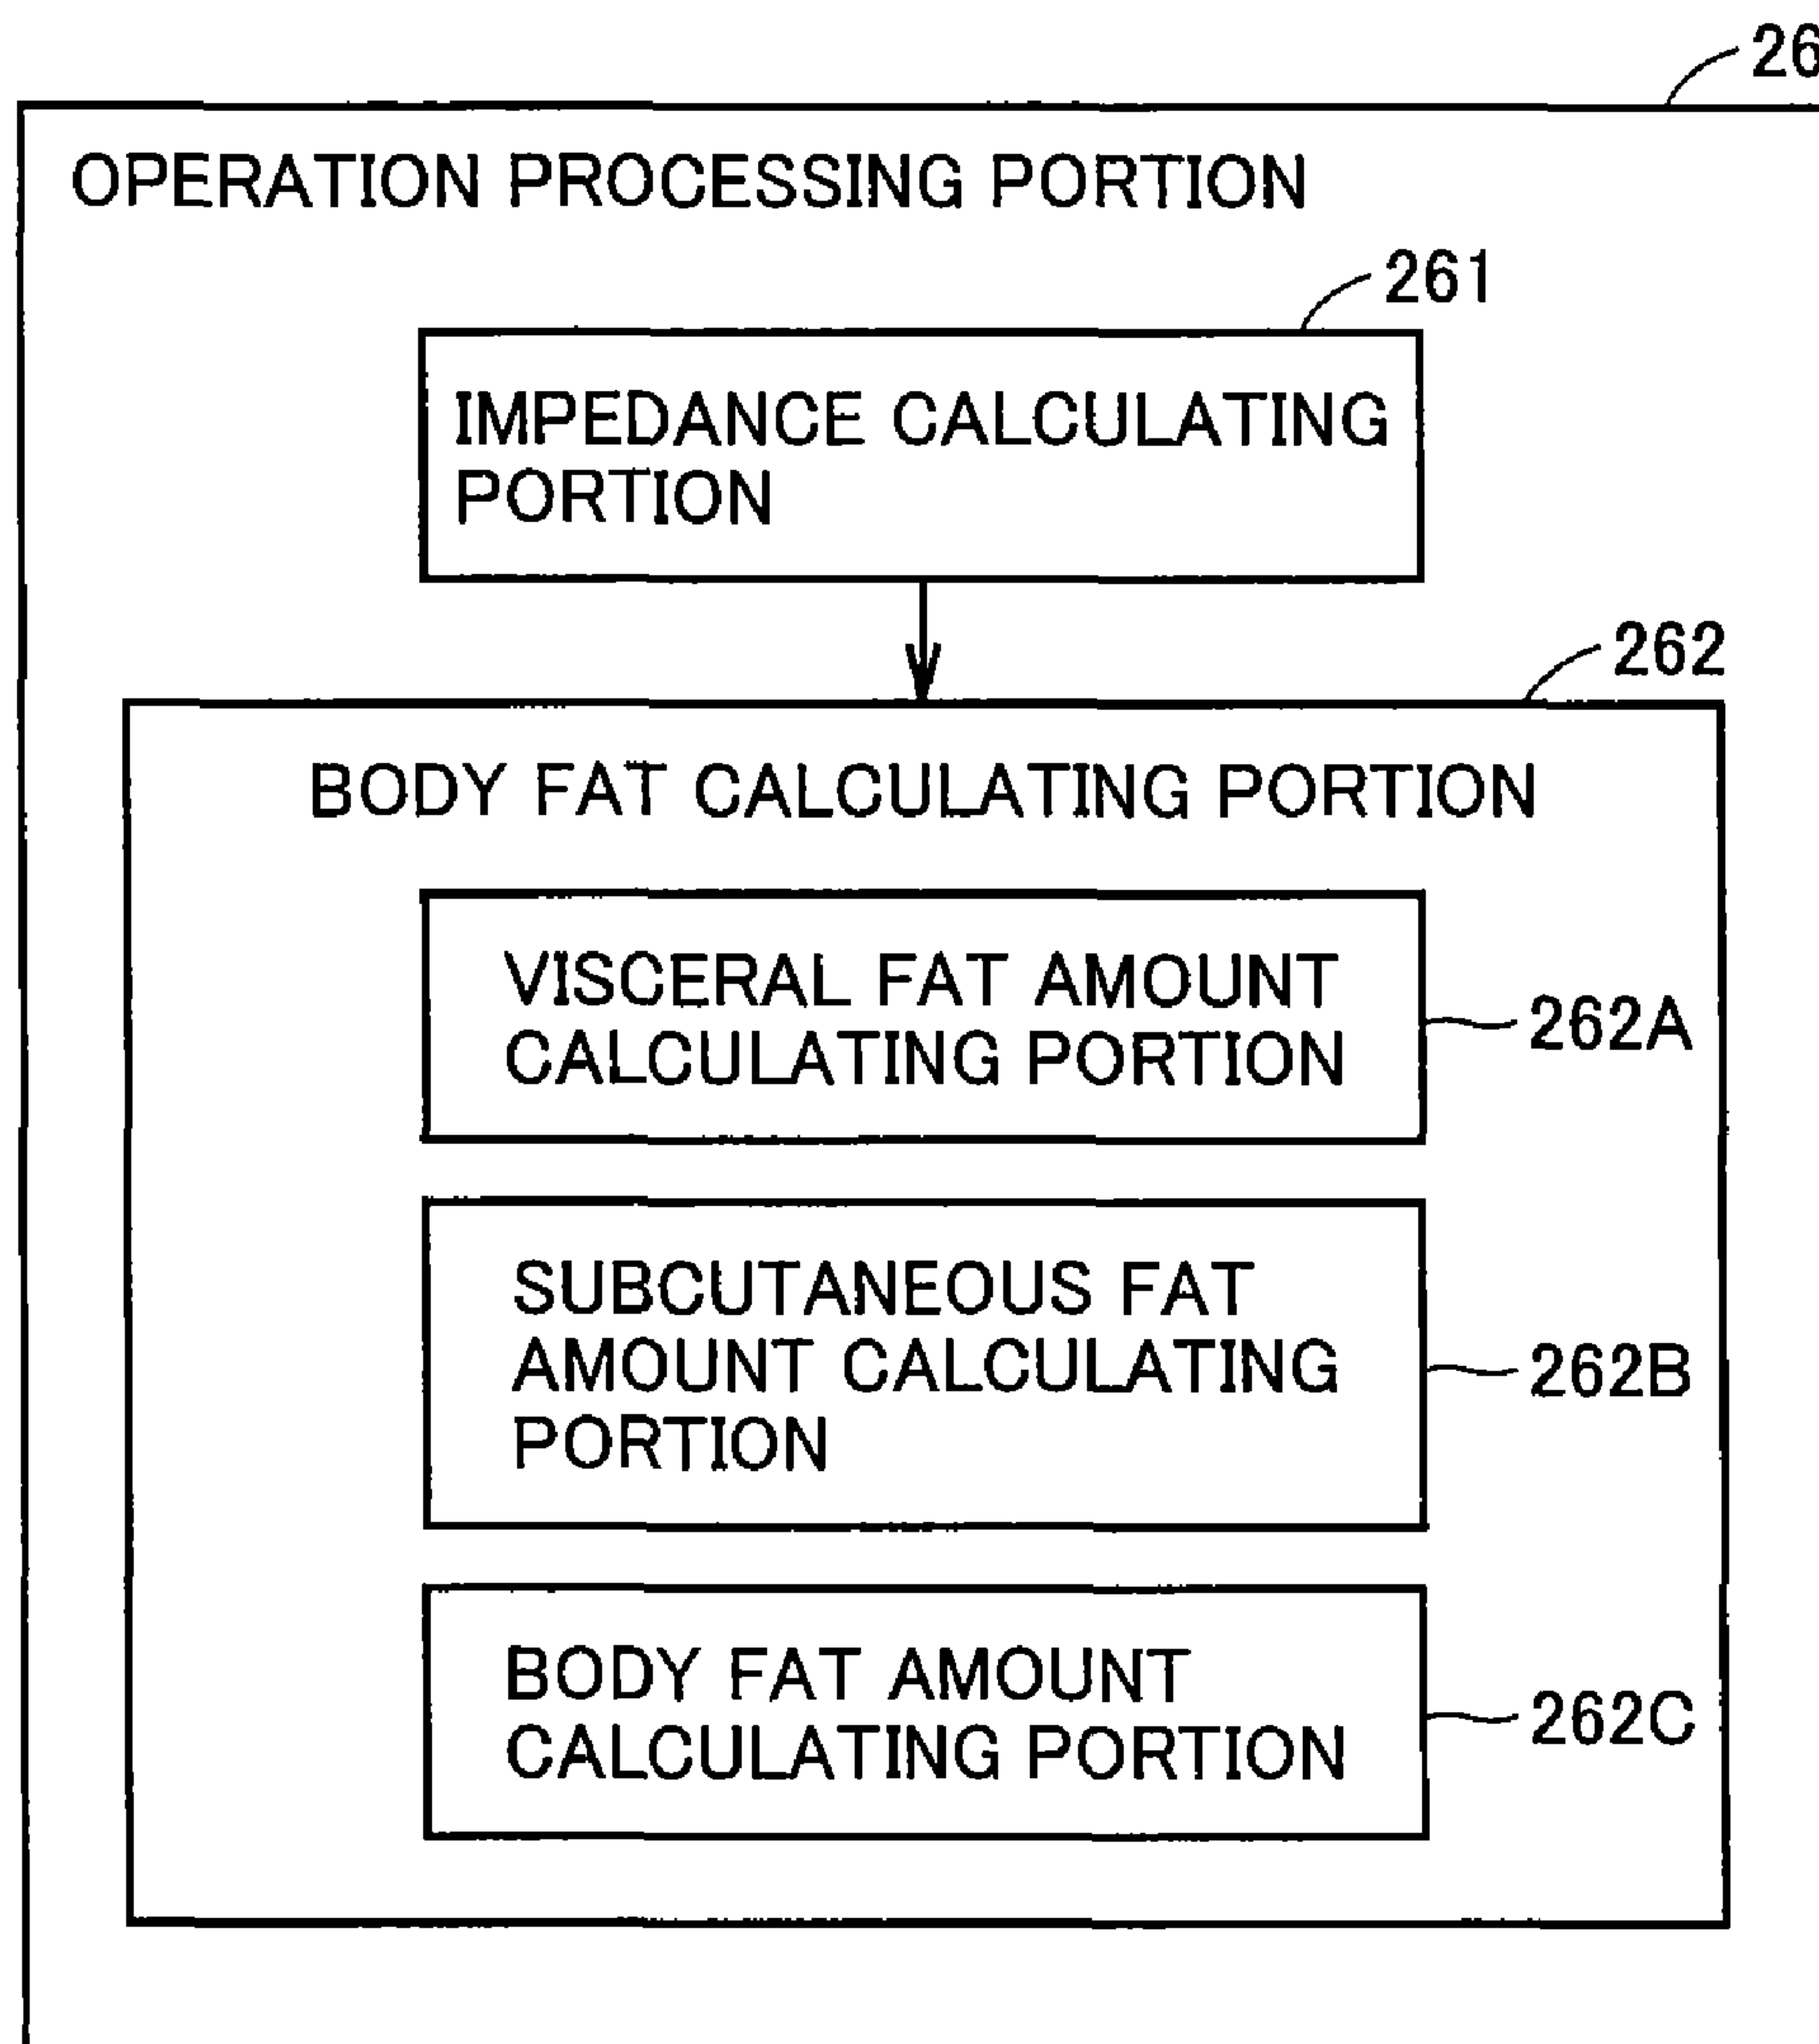 26
OPERATION PROCESSING PORTION
261
IMPEDANCE CALCULATING
PORTION
262
BODY FAT CALCULATING PORTION
VISCERAL FAT AMOUNT
CALCULATING PORTION
262A
SUBCUTANEOUS FAT
AMOUNT CALCULATING
PORTION
262B
BODY FAT AMOUNT
CALCULATING PORTION
262C